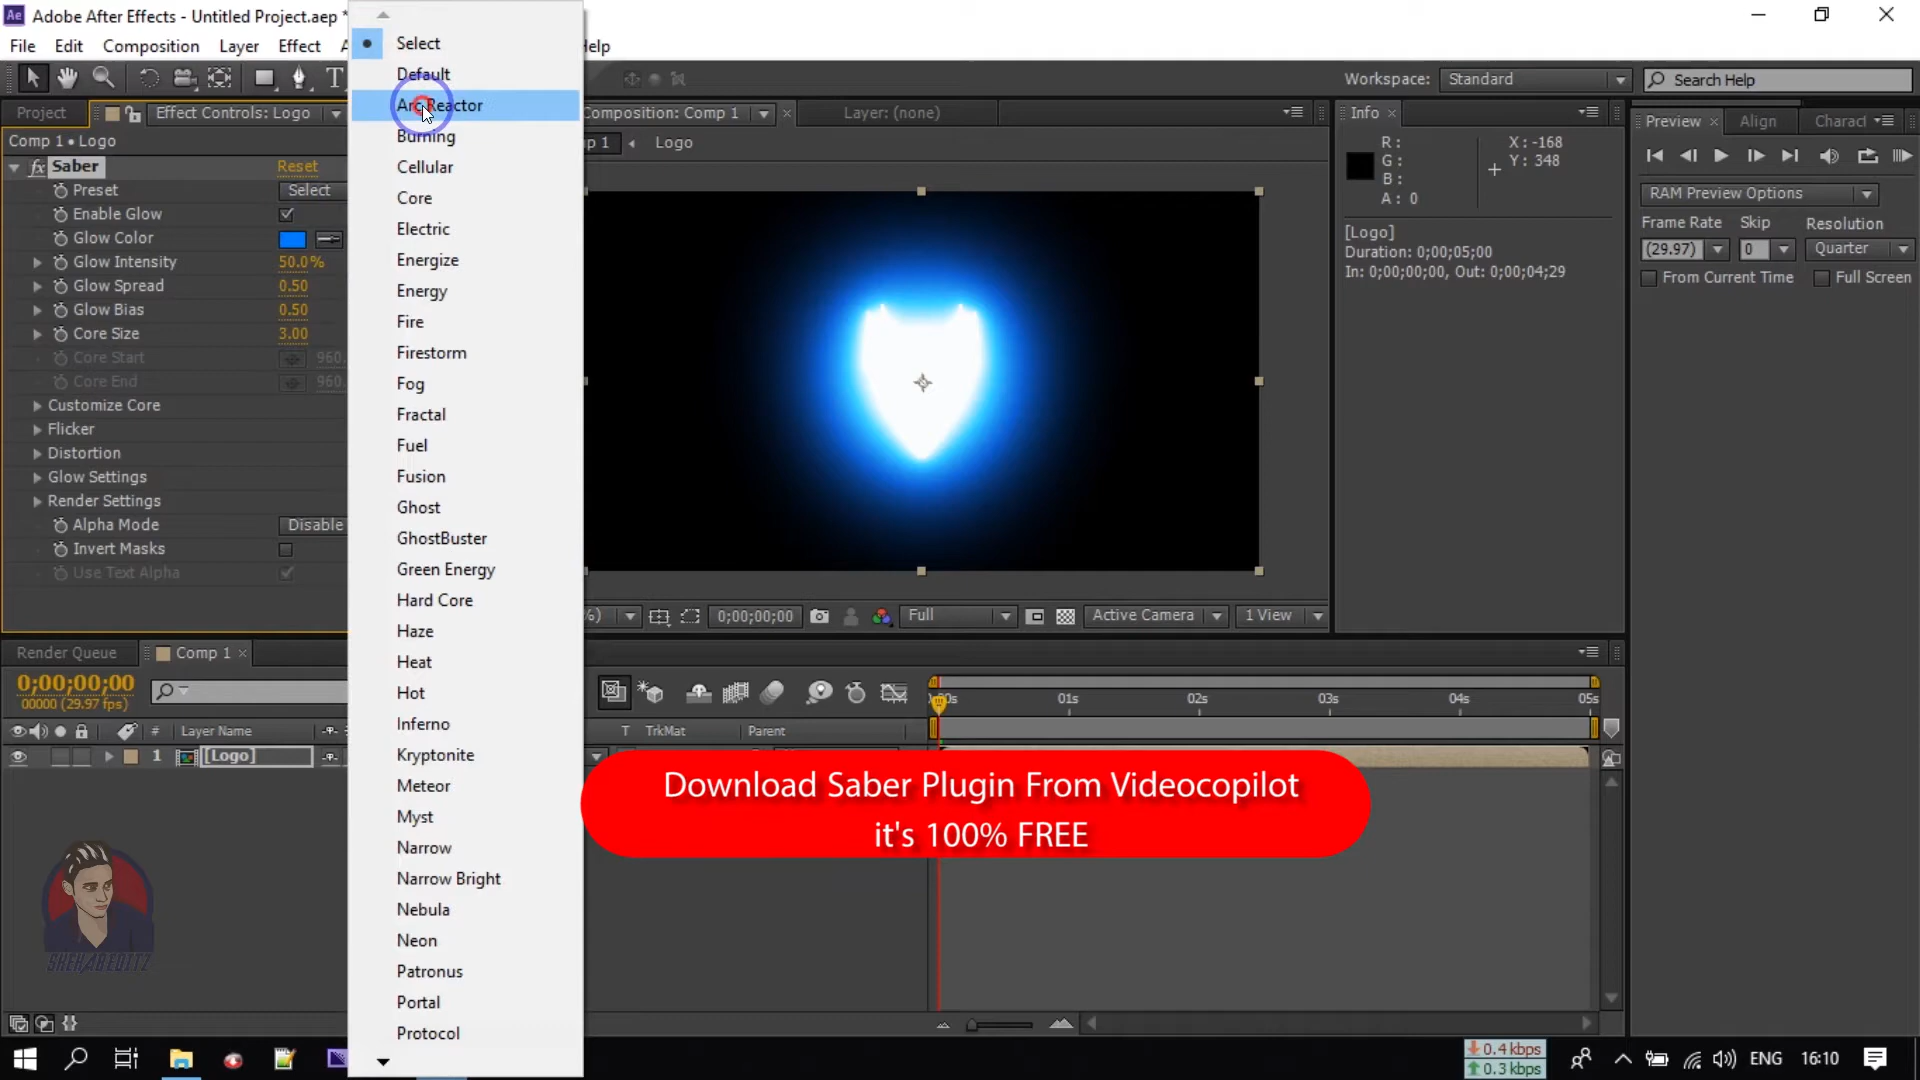 Adobe After Effects - Untitled Project.aep *
File Edit Composition Layer Effect
elp
Workspace: Standard
Search Help
Project
Effect Controls: Logo
Composition: Comp 1
Layer: (none)
Info
Preview
Align
Charact
Comp 1 • Logo
p 1
Logo
fx Saber Reset
Preset Select
Enable Glow
Glow Color
Glow Intensity 50.0%
Glow Spread 0.50
Glow Bias 0.50
Core Size 3.00
Core Start 960.
Core End 960.
Customize Core
Flicker
Distortion
Glow Settings
Render Settings
Alpha Mode Disable
Invert Masks
Use Text Alpha
Select
Default
Arc Reactor
Burning
Cellular
Core
Electric
Energize
Energy
Fire
Firestorm
Fog
Fractal
Fuel
Fusion
Ghost
GhostBuster
Green Energy
Hard Core
Haze
Heat
Hot
Inferno
Kryptonite
Meteor
Myst
Narrow
Narrow Bright
Nebula
Neon
Patronus
Portal
Protocol
R :
G :
B :
A : 0
X : -168
Y : 348
[Logo]
Duration: 0;00;05;00
In: 0;00;00;00, Out: 0;00;04;29
RAM Preview Options
Frame Rate Skip Resolution
(29.97) 0 Quarter
From Current Time Full Screen
%) 0;00;00;00 Full Active Camera 1 View
Render Queue
Comp 1
0;00;00;00
00000 (29.97 fps)
# Layer Name
T TrkMat Parent
1 [Logo]
00s 01s 02s 03s 04s 05s
Download Saber Plugin From Videocopilot
it's 100% FREE
SHEHABEDITZ
0.4 kbps
0.3 kbps
ENG 16:10